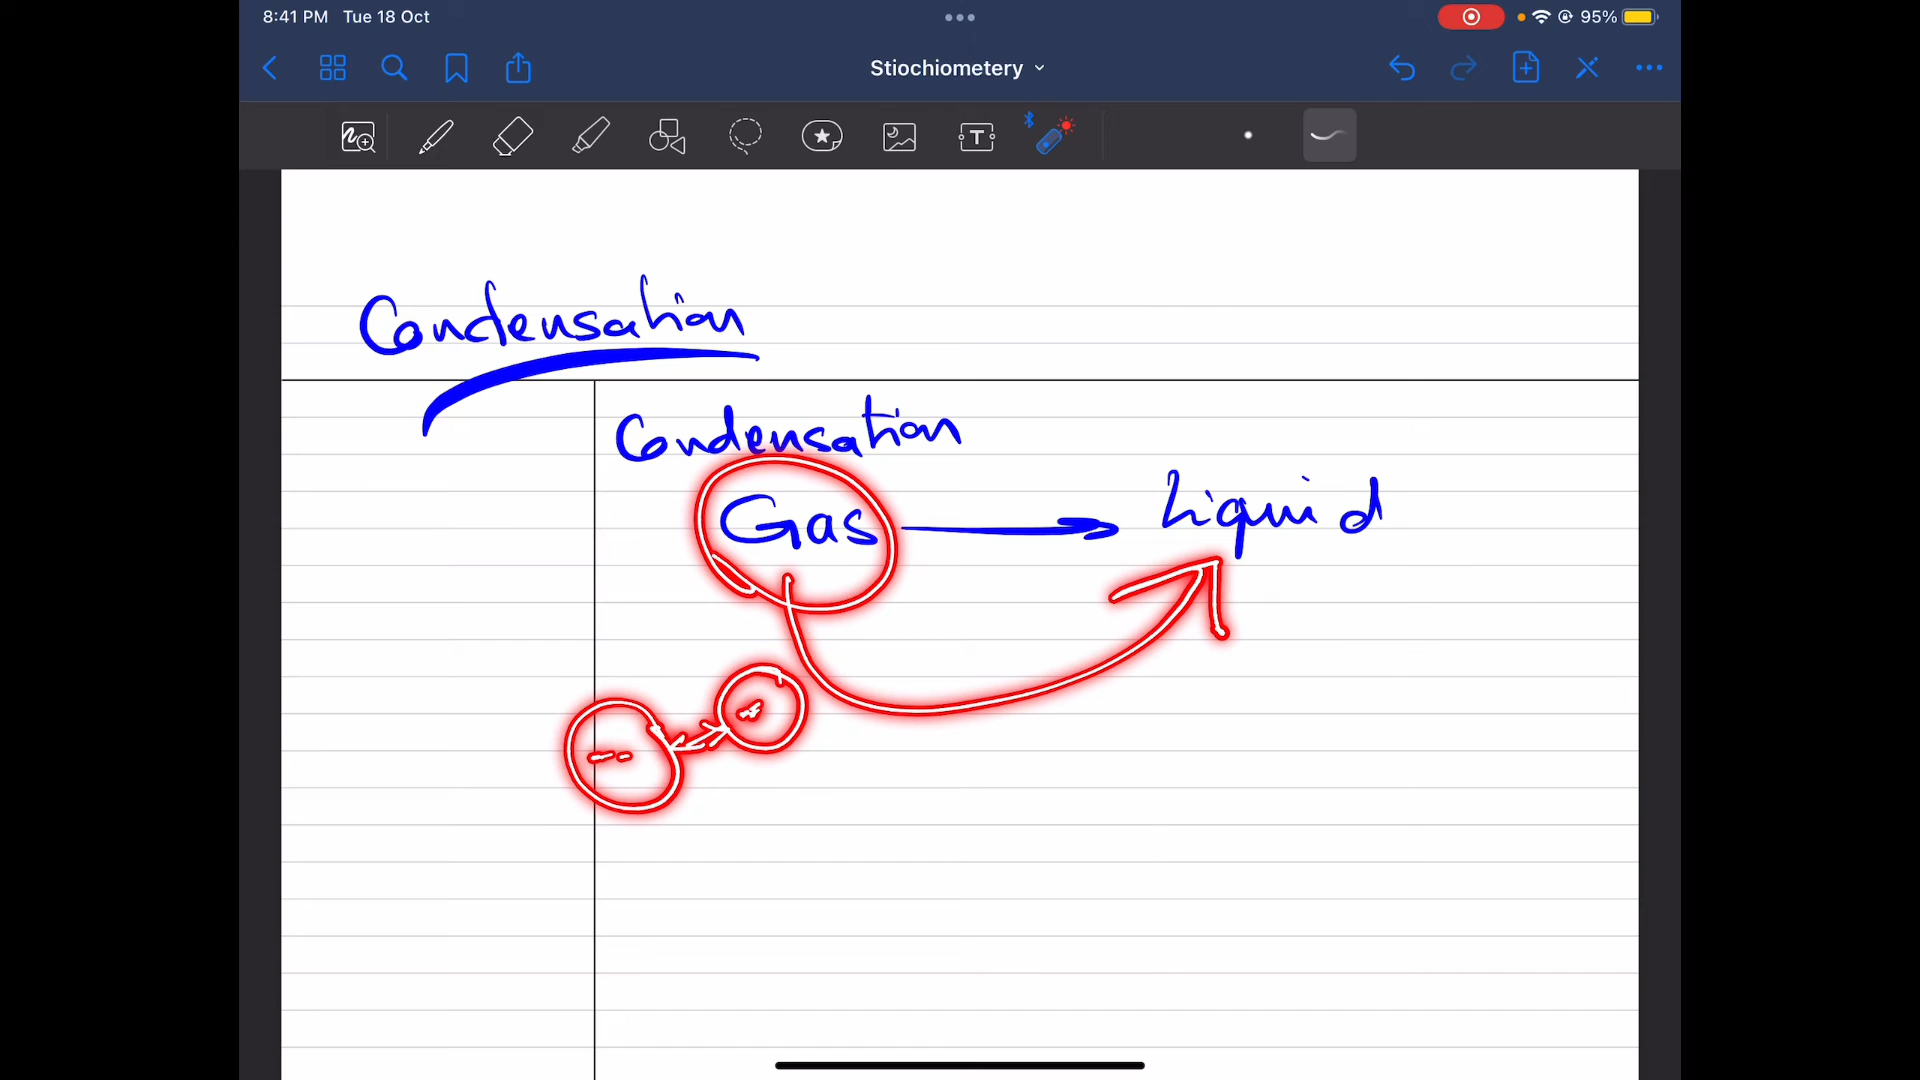 8:41 PM Tue 18 Oct
95%
Stiochiometery
T
Condensation
Condensation
Gas → Liquid
-- +